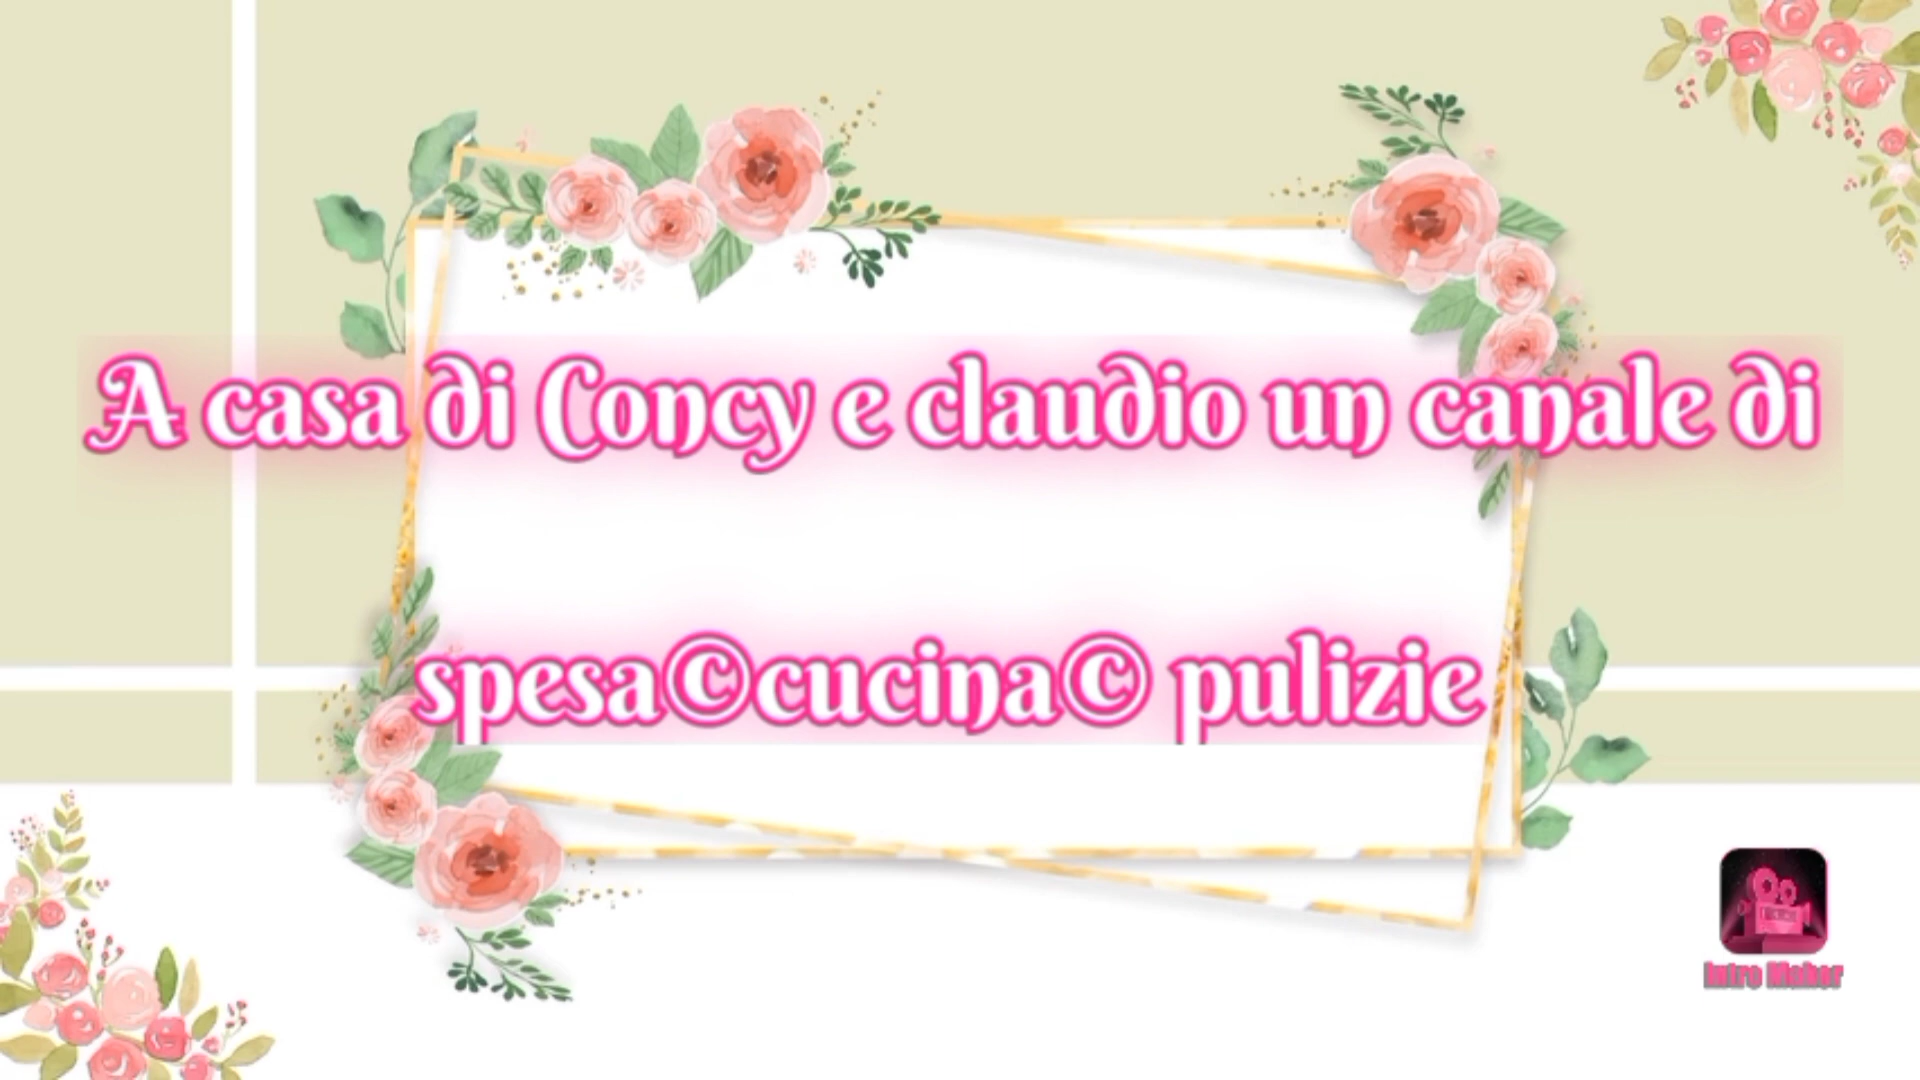 A casa di Concy e claudio un canale di
spesa©cucina© pulizie
Intro Maker